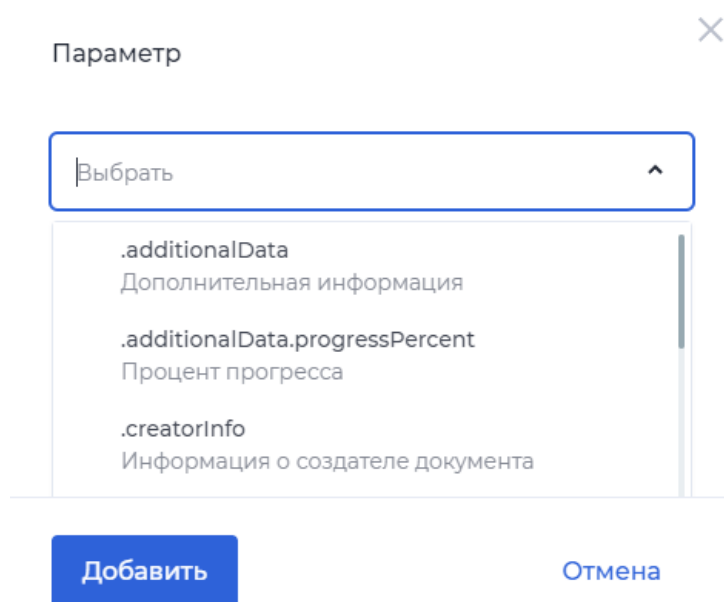 Параметр
Выбрать
.additionalData
Дополнительная информация
.additionalData.progressPercent
Процент прогресса
.creatorInfo
Информация о создателе документа
Добавить
Отмена